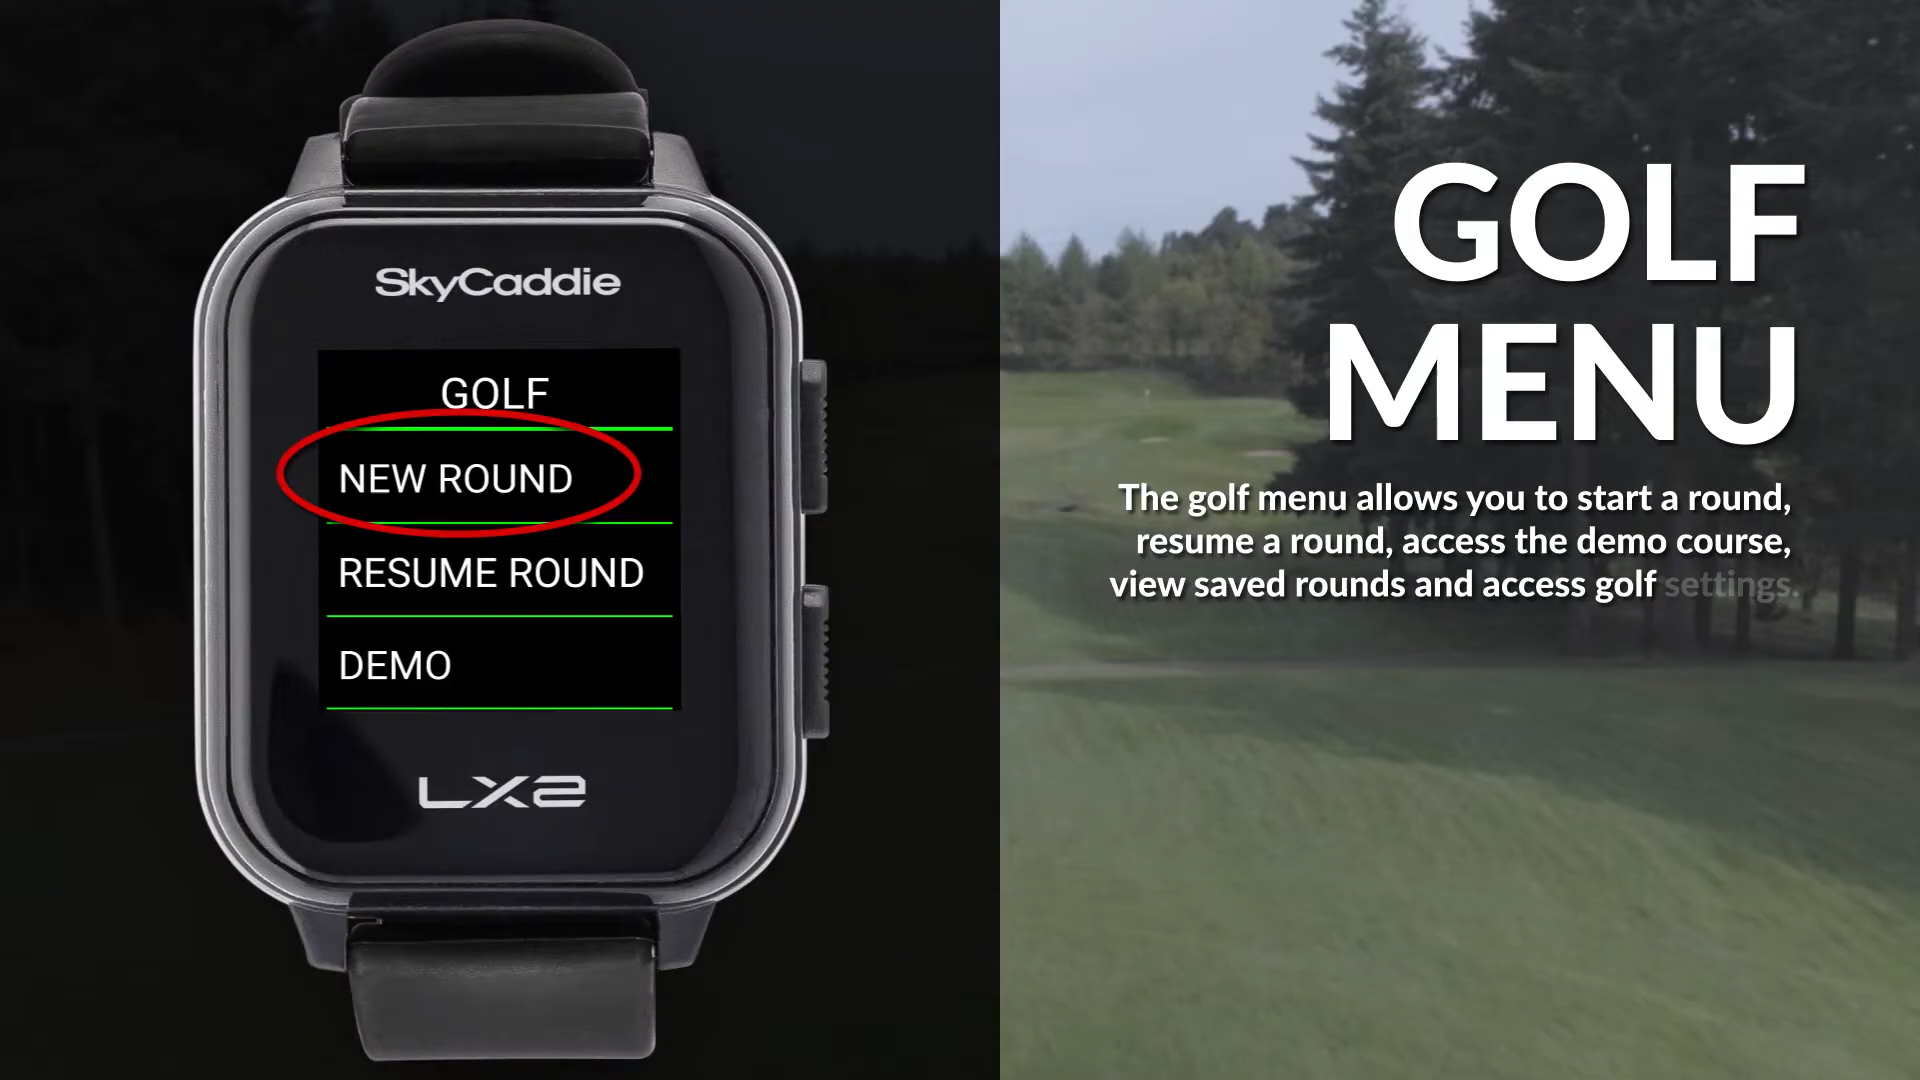 SkyCaddie
GOLF
NEW ROUND
RESUME ROUND
DEMO
LX2
GOLF
MENU
The golf menu allows you to start a round,
resume a round, access the demo course,
view saved rounds and access golf settings.